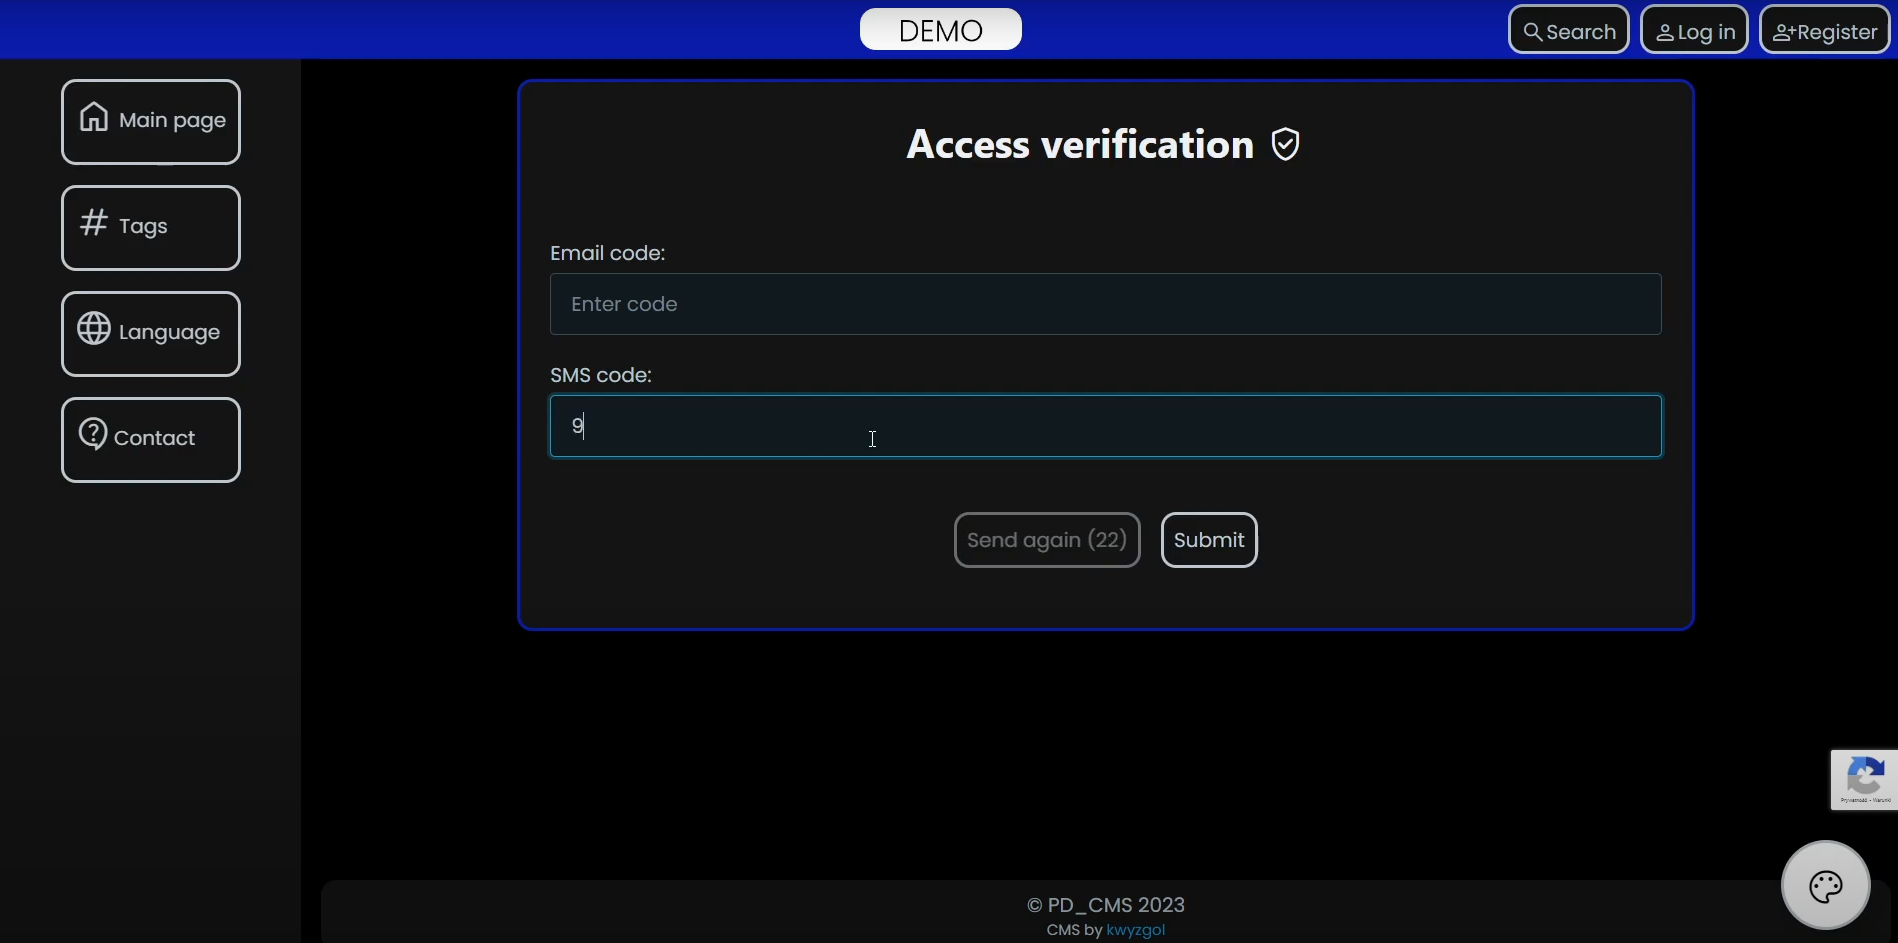 DEMO
Search
Log in
Register
Main page
Tags
Language
Contact
Access verification
Email code:
Enter code
SMS code:
9
Send again (22)
Submit
Prywatność - Warunki
© PD_CMS 2023
CMS by kwyzgol